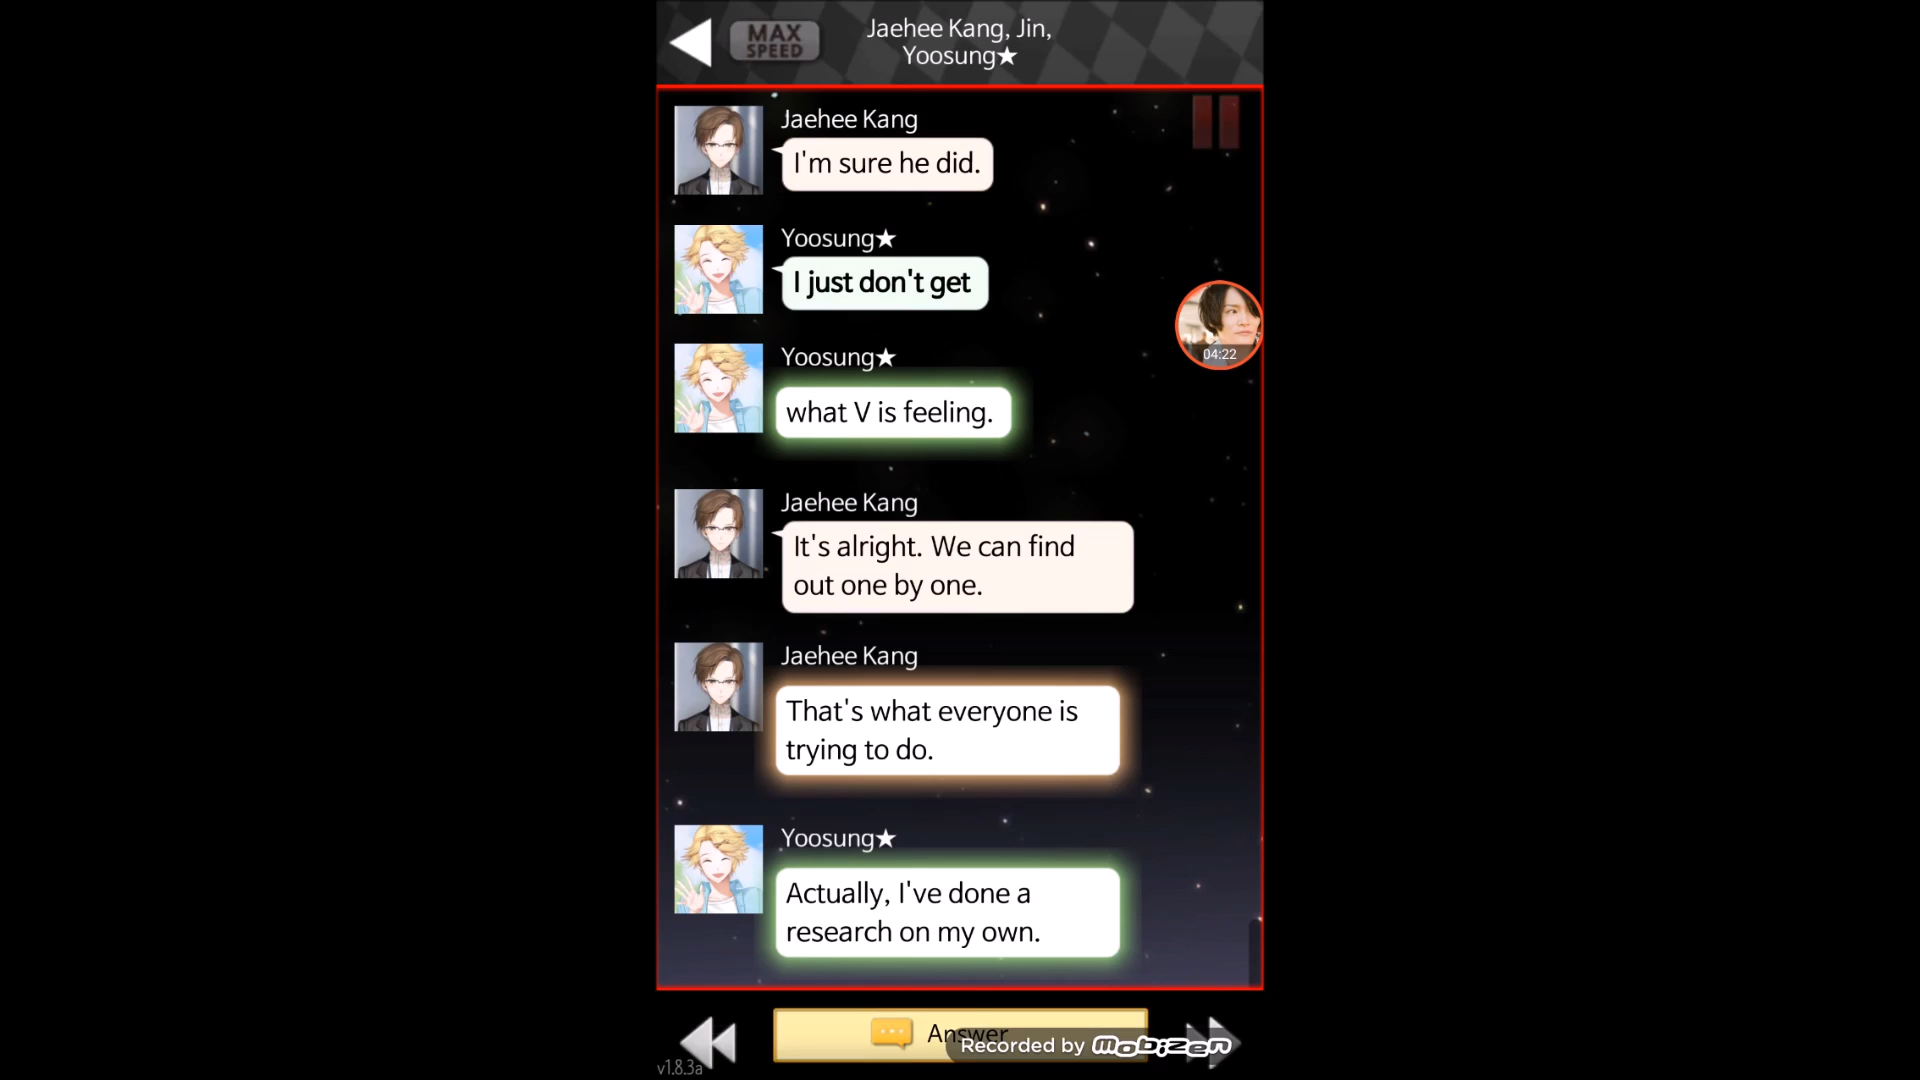 MAX
SPEED
Jaehee Kang, Jin,
Yoosung★
Jaehee Kang
I'm sure he did.
Yoosung★
I just don't get
Yoosung★
what V is feeling.
04:22
Jaehee Kang
It's alright. We can find
out one by one.
Jaehee Kang
That's what everyone is
trying to do.
Yoosung★
Actually, I've done a
research on my own.
Answer
Recorded by Mobizen
v1.8.3a